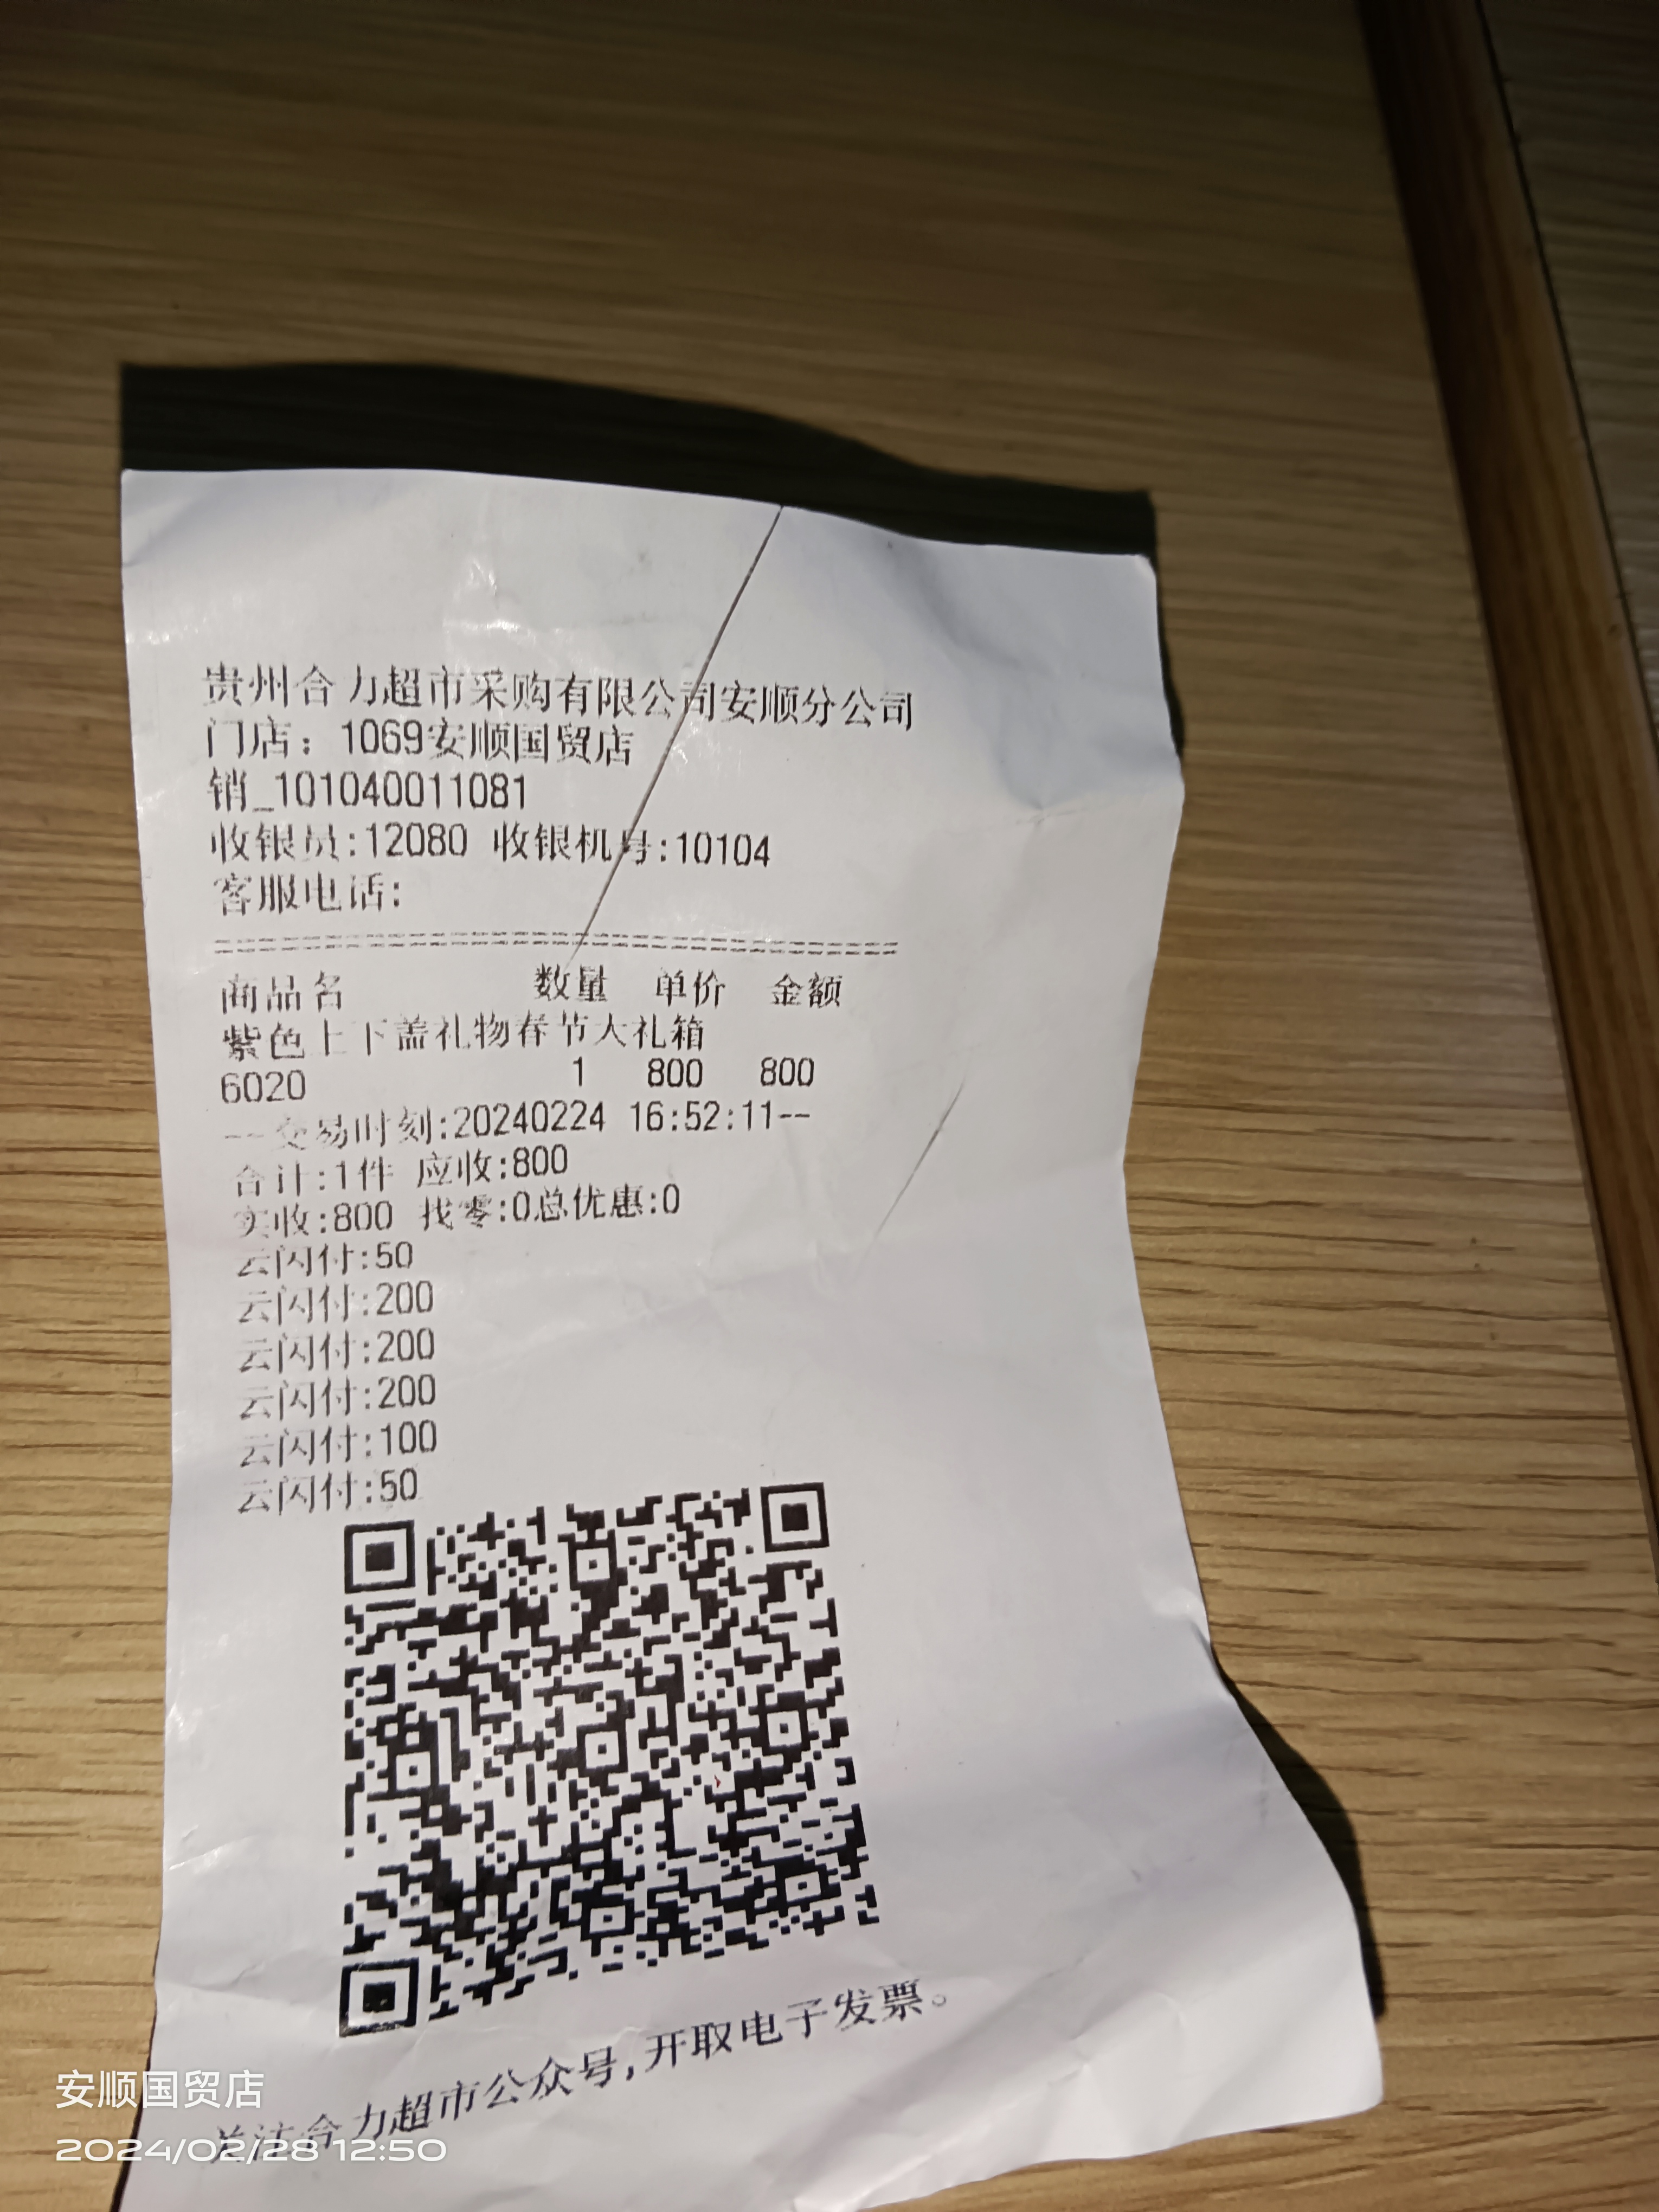 贵州合力超市采购有限公司安顺分公司
门店：1069安顺国贸店
销_101040011081
收银员:12080 收银机号:10104
客服电话:
商品名 数量 单价 金额
紫色上下盖礼物春节大礼箱
6020 1 800 800
--交易时刻:20240224 16:52:11--
合计:1件 应收:800
实收:800 找零:0总优惠:0
云闪付:50
云闪付:200
云闪付:200
云闪付:200
云闪付:100
云闪付:50
关注合力超市公众号,开取电子发票。
安顺国贸店
2024/02/28 12:50